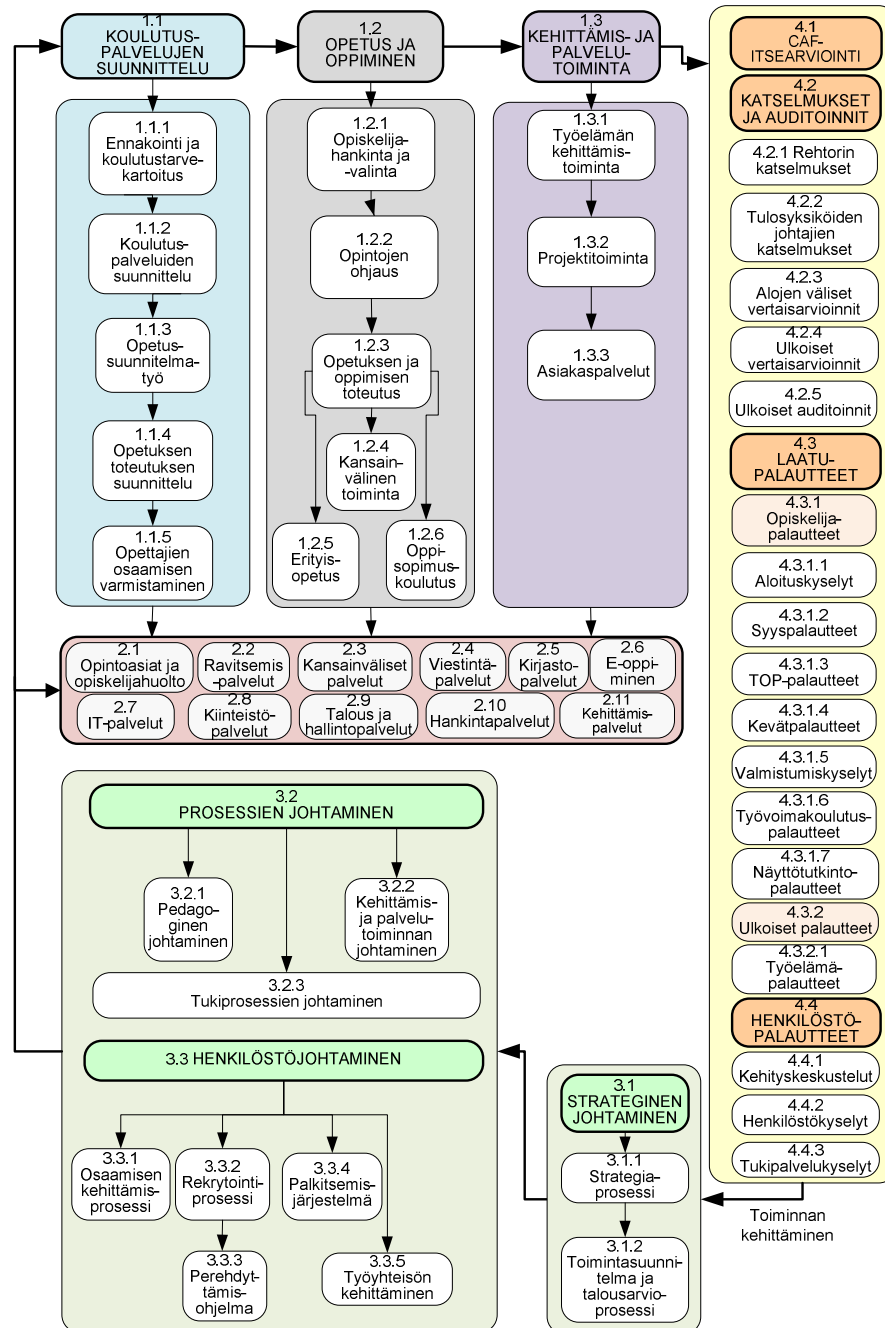 1.1
KOULUTUS-
PALVELUJEN
SUUNNITTELU
1.2
OPETUS JA
OPPIMINEN
1.3
KEHITTÄMIS- JA
PALVELU-
TOIMINTA
1.1.1
Ennakointi ja
koulutustarve-
kartoitus
1.1.2
Koulutus-
palveluiden
suunnittelu
1.1.3
Opetus-
suunnitelma-
työ
1.1.4
Opetuksen
toteutuksen
suunnittelu
1.1.5
Opettajien
osaamisen
varmistaminen
1.2.1
Opiskelija-
hankinta ja
-valinta
1.2.2
Opintojen
ohjaus
1.2.3
Opetuksen ja
oppimisen
toteutus
1.2.4
Kansain-
välinen
toiminta
1.2.5
Erityis-
opetus
1.2.6
Oppi-
sopimus-
koulutus
1.3.1
Työelämän
kehittämis-
toiminta
1.3.2
Projektitoiminta
1.3.3
Asiakaspalvelut
2.1
Opintoasiat ja
opiskelijahuolto
2.2
Ravitsemis
-palvelut
2.3
Kansainväliset
palvelut
2.4
Viestintä-
palvelut
2.5
Kirjasto-
palvelut
2.6
E-oppi-
minen
2.7
IT-palvelut
2.8
Kiinteistö-
palvelut
2.9
Talous ja
hallintopalvelut
2.10
Hankintapalvelut
2.11
Kehittämis-
palvelut
3.2
PROSESSIEN JOHTAMINEN
3.2.1
Pedago-
ginen
johtaminen
3.2.2
Kehittämis-
ja palvelu-
toiminnan
johtaminen
3.2.3
Tukiprosessien johtaminen
3.3 HENKILÖSTÖJOHTAMINEN
3.3.1
Osaamisen
kehittämis-
prosessi
3.3.2
Rekrytointi-
prosessi
3.3.4
Palkitsemis-
järjestelmä
3.3.3
Perehdyt-
tämis-
ohjelma
3.3.5
Työyhteisön
kehittäminen
3.1
STRATEGINEN
JOHTAMINEN
3.1.1
Strategia-
prosessi
3.1.2
Toimintasuunni-
telma ja
talousarvio-
prosessi
4.1
CAF-
ITSEARVIOINTI
4.2
KATSELMUKSET
JA AUDITOINNIT
4.2.1 Rehtorin
katselmukset
4.2.2
Tulosyksiköiden
johtajien
katselmukset
4.2.3
Alojen väliset
vertaisarvioinnit
4.2.4
Ulkoiset
vertaisarvioinnit
4.2.5
Ulkoiset auditoinnit
4.3
LAATU-
PALAUTTEET
4.3.1
Opiskelija-
palautteet
4.3.1.1
Aloituskyselyt
4.3.1.2
Syyspalautteet
4.3.1.3
TOP-palautteet
4.3.1.4
Kevätpalautteet
4.3.1.5
Valmistumiskyselyt
4.3.1.6
Työvoimakoulutus-
palautteet
4.3.1.7
Näyttötutkinto-
palautteet
4.3.2
Ulkoiset palautteet
4.3.2.1
Työelämä-
palautteet
4.4
HENKILÖSTÖ-
PALAUTTEET
4.4.1
Kehityskeskustelut
4.4.2
Henkilöstökyselyt
4.4.3
Tukipalvelukyselyt
Toiminnan
kehittäminen